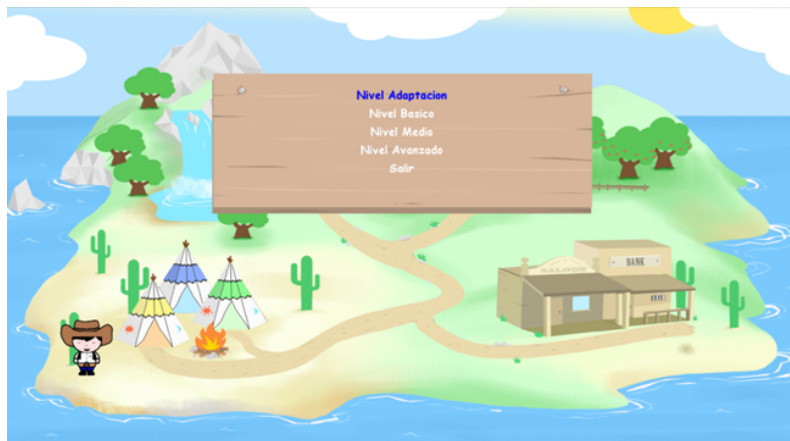 Nivel Adaptacion
Nivel Basico
Nivel Medio
Nivel Avanzado
Salir
SALOON
BANK